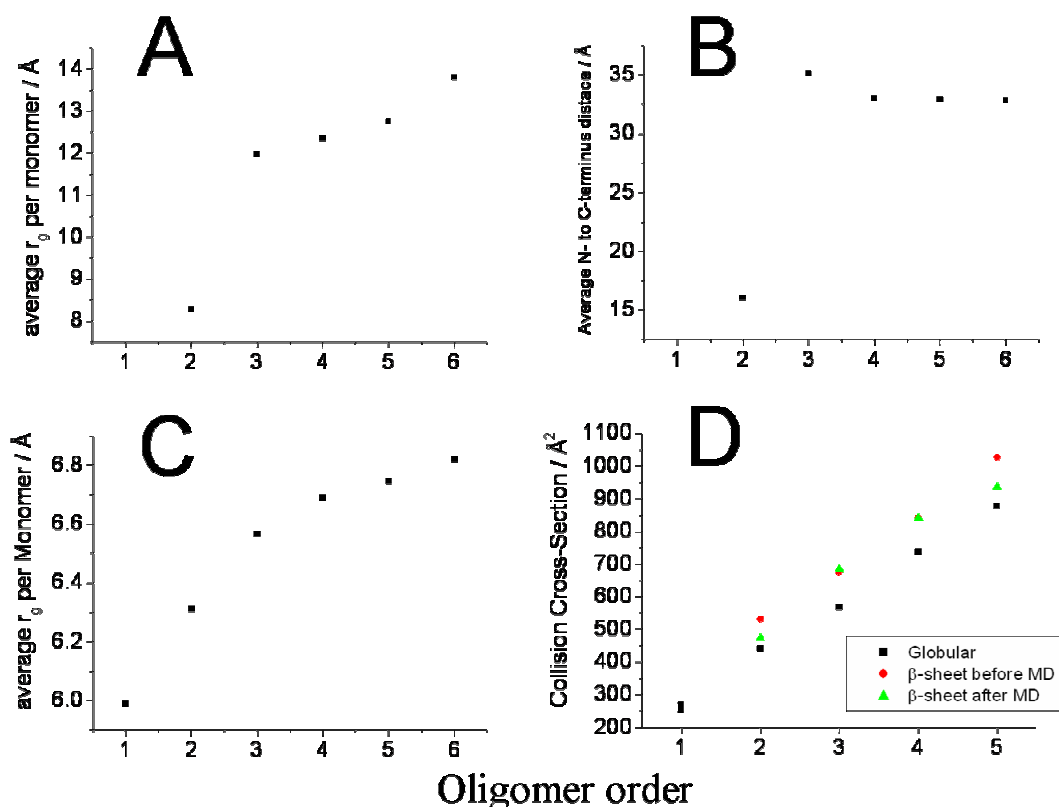 A
average r_g per monomer / Å
14
13
12
11
10
9
8
1 2 3 4 5 6
B
Average N- to C-terminus distace / Å
35
30
25
20
15
1 2 3 4 5 6
C
average r_g per Monomer / Å
6.8
6.6
6.4
6.2
6.0
1 2 3 4 5 6
D
Collision Cross-Section / Å²
1100
1000
900
800
700
600
500
400
300
200
1 2 3 4 5
Globular
β-sheet before MD
β-sheet after MD
Oligomer order